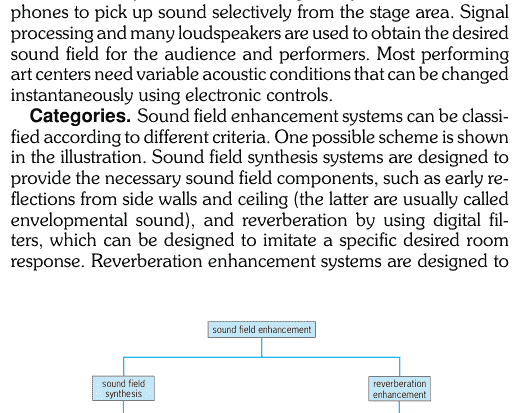 phones to pick up sound selectively from the stage area. Signal
processing and many loudspeakers are used to obtain the desired
sound field for the audience and performers. Most performing
art centers need variable acoustic conditions that can be changed
instantaneously using electronic controls.
Categories. Sound field enhancement systems can be classi-
fied according to different criteria. One possible scheme is shown
in the illustration. Sound field synthesis systems are designed to
provide the necessary sound field components, such as early re-
flections from side walls and ceiling (the latter are usually called
envelopmental sound), and reverberation by using digital fil-
ters, which can be designed to imitate a specific desired room
response. Reverberation enhancement systems are designed to
sound field enhancement
sound field
synthesis
reverberation
enhancement